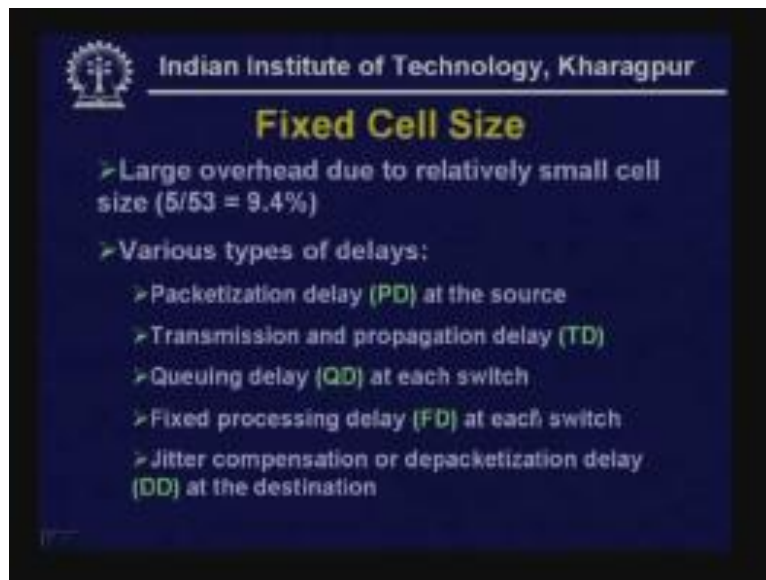 Indian Institute of Technology, Kharagpur
Fixed Cell Size
➢Large overhead due to relatively small cell
size (5/53 = 9.4%)
➢Various types of delays:
➢Packetization delay (PD) at the source
➢Transmission and propagation delay (TD)
➢Queuing delay (QD) at each switch
➢Fixed processing delay (FD) at each switch
➢Jitter compensation or depacketization delay
(DD) at the destination